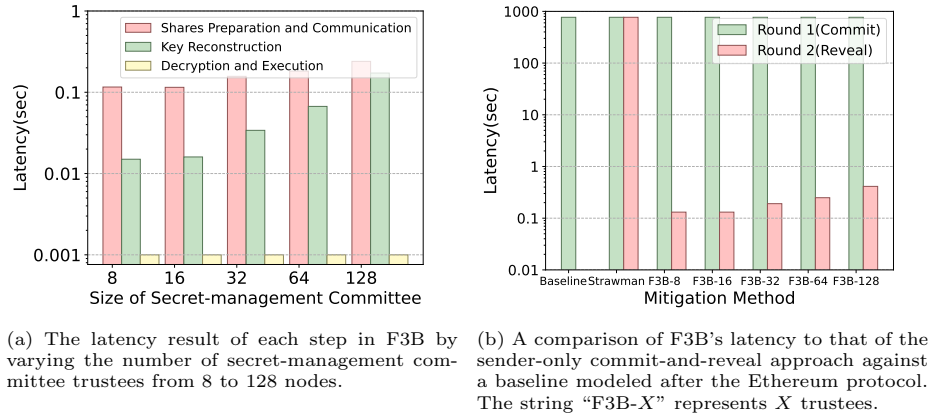 1
0.1
0.01
0.001
Latency(sec)
Shares Preparation and Communication
Key Reconstruction
Decryption and Execution
8 16 32 64 128
Size of Secret-management Committee
1000
100
10
1
0.1
0.01
Latency(sec)
Round 1(Commit)
Round 2(Reveal)
Baseline Strawman F3B-8 F3B-16 F3B-32 F3B-64 F3B-128
Mitigation Method
(a) The latency result of each step in F3B by
varying the number of secret-management com-
mittee trustees from 8 to 128 nodes.
(b) A comparison of F3B's latency to that of the
sender-only commit-and-reveal approach against
a baseline modeled after the Ethereum protocol.
The string “F3B-X” represents X trustees.